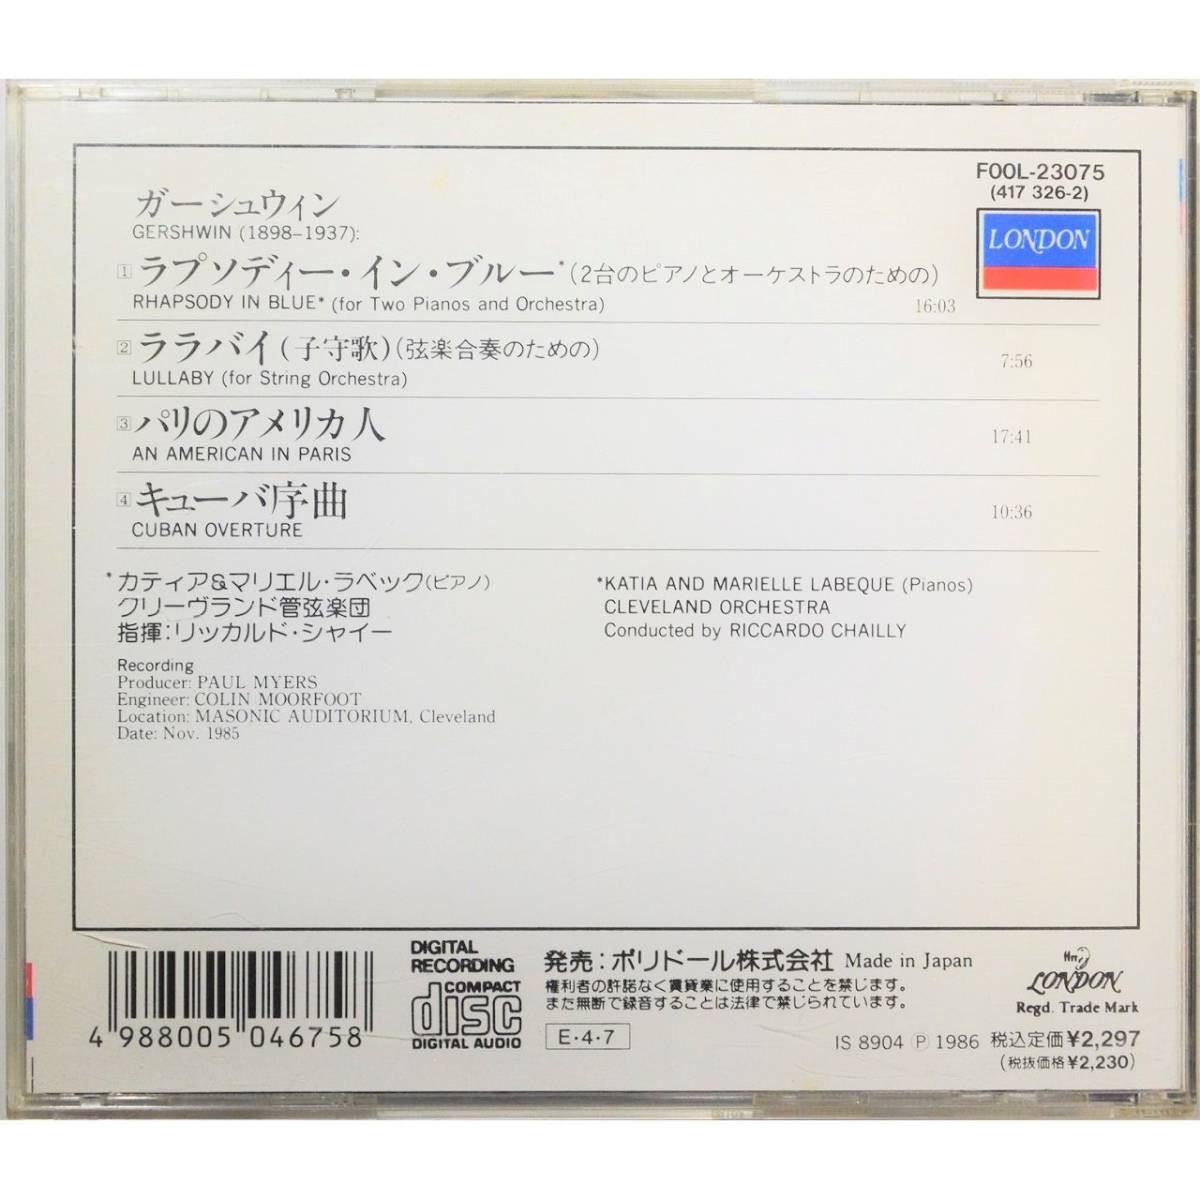 FOOL-23075
(417 326-2)
LONDON
ガーシュウィン
GERSHWIN (1898–1937):
1 ラプソディー・イン・ブルー*(2台のピアノとオーケストラのための)
RHAPSODY IN BLUE* (for Two Pianos and Orchestra) 16:03
2 ララバイ(子守歌)(弦楽合奏のための) 7:56
LULLABY (for String Orchestra)
3 パリのアメリカ人 17:41
AN AMERICAN IN PARIS
4 キューバ序曲 10:36
CUBAN OVERTURE
*カティア&マリエル・ラベック(ピアノ)
クリーヴランド管弦楽団
指揮:リッカルド・シャイー
*KATIA AND MARIELLE LABEQUE (Pianos)
CLEVELAND ORCHESTRA
Conducted by RICCARDO CHAILLY
Recording
Producer: PAUL MYERS
Engineer: COLIN MOORFOOT
Location: MASONIC AUDITORIUM, Cleveland
Date: Nov. 1985
4 988005 046758
DIGITAL
RECORDING
COMPACT
disc
DIGITAL AUDIO
発売:ポリドール株式会社 Made in Japan
権利者の許諾なく賃貸業に使用することを禁じます。
また無断で録音することは法律で禁じられています。
E・4・7
LONDON
Regd. Trade Mark
IS 8904 Ⓟ 1986 税込定価¥2,297
(税抜価格¥2,230)